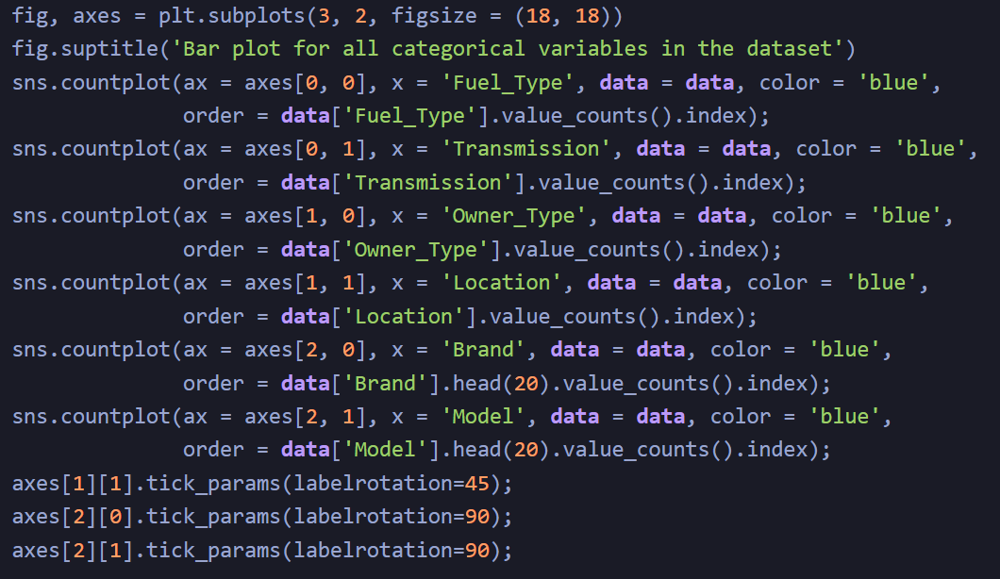 fig, axes = plt.subplots(3, 2, figsize = (18, 18))
fig.suptitle('Bar plot for all categorical variables in the dataset')
sns.countplot(ax = axes[0, 0], x = 'Fuel_Type', data = data, color = 'blue',
              order = data['Fuel_Type'].value_counts().index);
sns.countplot(ax = axes[0, 1], x = 'Transmission', data = data, color = 'blue',
              order = data['Transmission'].value_counts().index);
sns.countplot(ax = axes[1, 0], x = 'Owner_Type', data = data, color = 'blue',
              order = data['Owner_Type'].value_counts().index);
sns.countplot(ax = axes[1, 1], x = 'Location', data = data, color = 'blue',
              order = data['Location'].value_counts().index);
sns.countplot(ax = axes[2, 0], x = 'Brand', data = data, color = 'blue',
              order = data['Brand'].head(20).value_counts().index);
sns.countplot(ax = axes[2, 1], x = 'Model', data = data, color = 'blue',
              order = data['Model'].head(20).value_counts().index);
axes[1][1].tick_params(labelrotation=45);
axes[2][0].tick_params(labelrotation=90);
axes[2][1].tick_params(labelrotation=90);